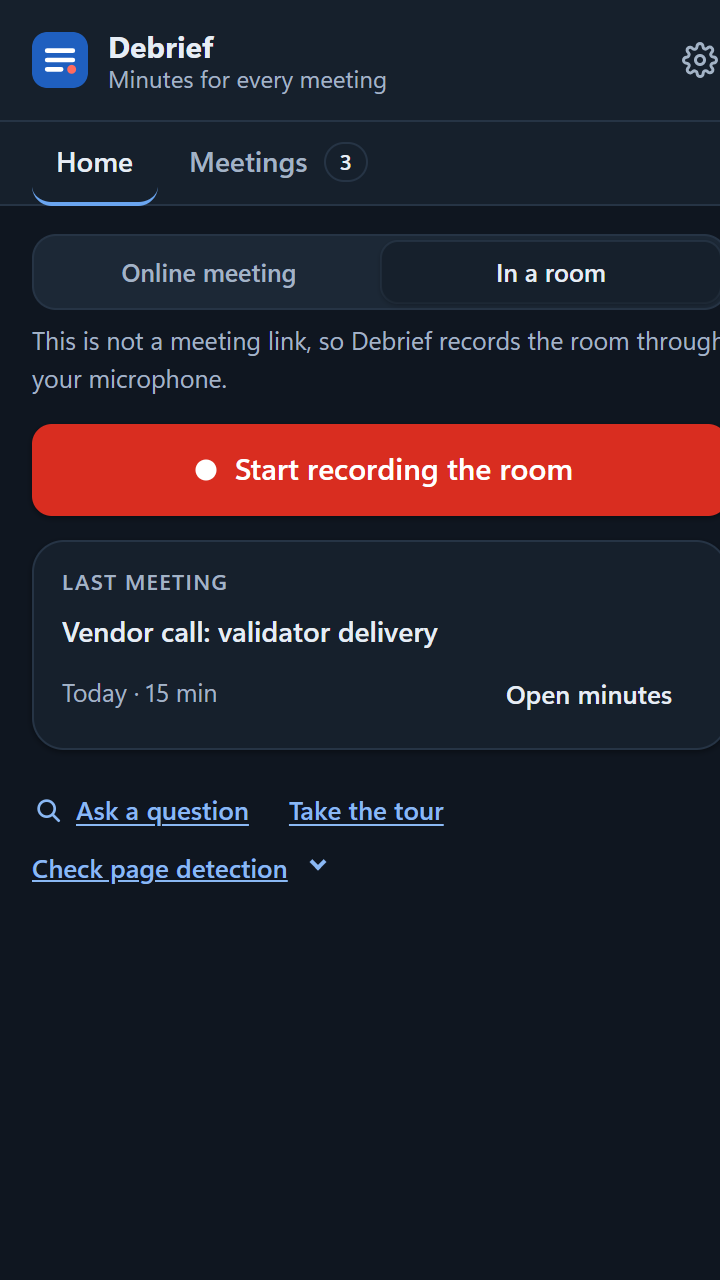 Debrief
Minutes for every meeting
Home Meetings 3
Online meeting In a room
This is not a meeting link, so Debrief records the room through
your microphone.
Start recording the room
LAST MEETING
Vendor call: validator delivery
Today · 15 min Open minutes
Ask a question Take the tour
Check page detection